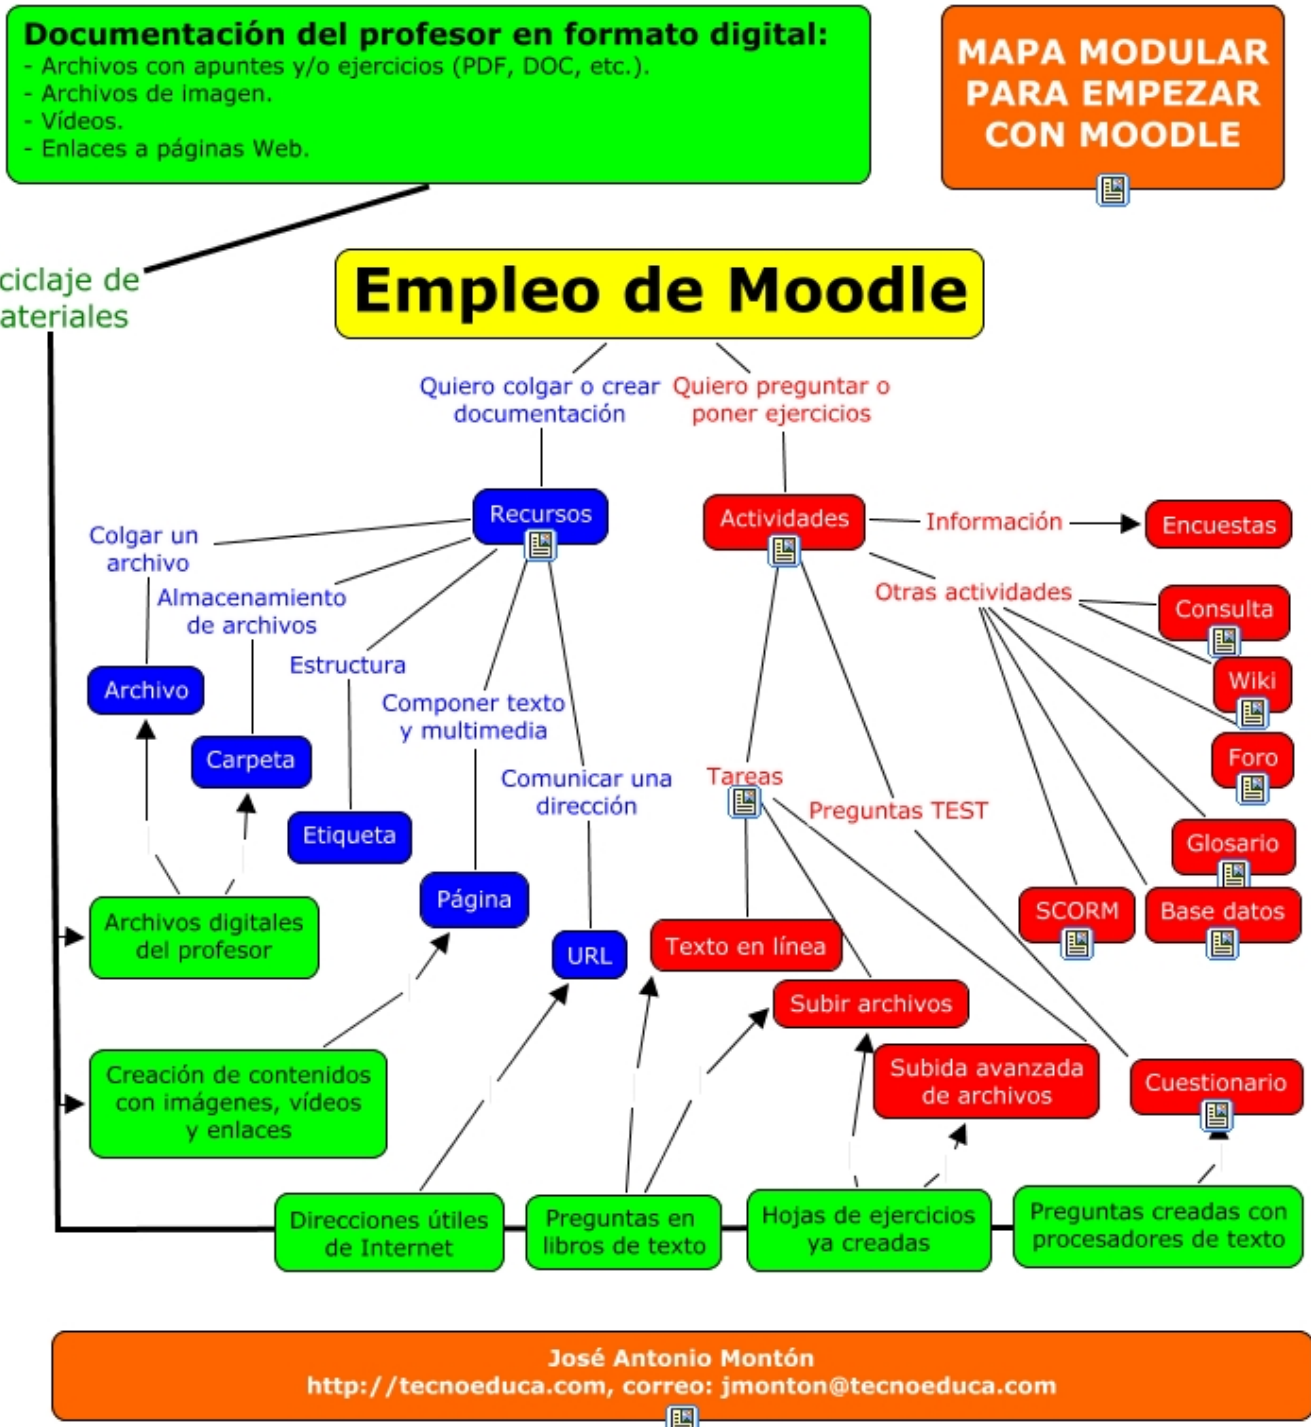 Documentación del profesor en formato digital:
- Archivos con apuntes y/o ejercicios (PDF, DOC, etc.).
- Archivos de imagen.
- Vídeos.
- Enlaces a páginas Web.
MAPA MODULAR
PARA EMPEZAR
CON MOODLE
ciclaje de
ateriales
Empleo de Moodle
Quiero colgar o crear
documentación
Quiero preguntar o
poner ejercicios
Recursos
Actividades
Información
Encuestas
Colgar un
archivo
Almacenamiento
de archivos
Estructura
Componer texto
y multimedia
Comunicar una
dirección
Archivo
Carpeta
Etiqueta
Página
URL
Otras actividades
Consulta
Wiki
Foro
Glosario
SCORM
Base datos
Tareas
Preguntas TEST
Texto en línea
Subir archivos
Subida avanzada
de archivos
Cuestionario
Archivos digitales
del profesor
Creación de contenidos
con imágenes, vídeos
y enlaces
Direcciones útiles
de Internet
Preguntas en
libros de texto
Hojas de ejercicios
ya creadas
Preguntas creadas con
procesadores de texto
José Antonio Montón
http://tecnoeduca.com, correo: jmonton@tecnoeduca.com